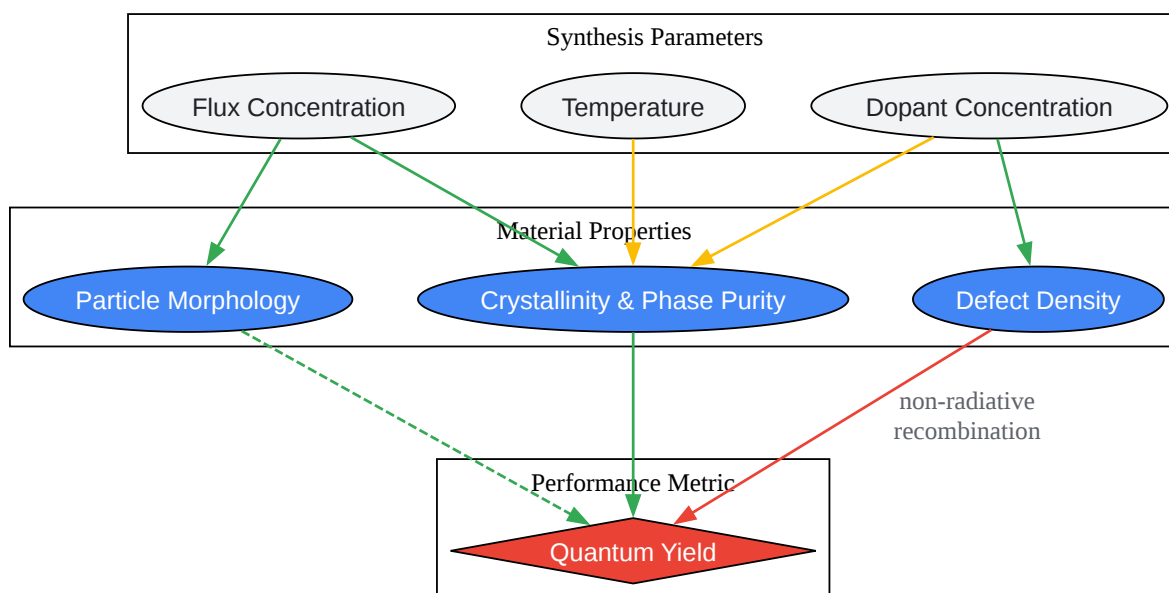 Synthesis Parameters
Flux Concentration
Temperature
Dopant Concentration
Material Properties
Particle Morphology
Crystallinity & Phase Purity
Defect Density
non-radiative
recombination
Performance Metric
Quantum Yield